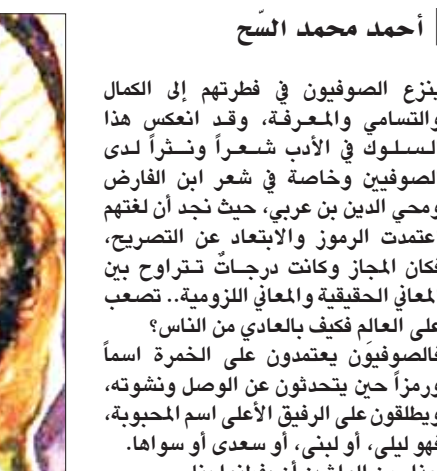 أحمد محمد السّح
ينزع الصوفيون في فطرتهم إلى الكمال
والتسامي والمعرفة، وقد انعكس هذا
السلوك في الأدب شعراً ونثراً لدى
الصوفيين وخاصة في شعر ابن الفارض
ومحي الدين بن عربي، حيث نجد أن لغتهم
اعتمدت الرموز والابتعاد عن التصريح،
فكان المجاز وكانت درجاتٌ تتراوح بين
المعاني الحقيقية والمعاني اللزومية.. تصعب
على العالم فكيف بالعادي من الناس؟
فالصوفيوَن يعتمدون على الخمرة اسماً
ورمزاً حين يتحدثون عن الوصل ونشوته،
ويطلقون على الرفيق الأعلى اسم المحبوبة،
فهو ليلى، أو لبنى، أو سعدى أو سواها.